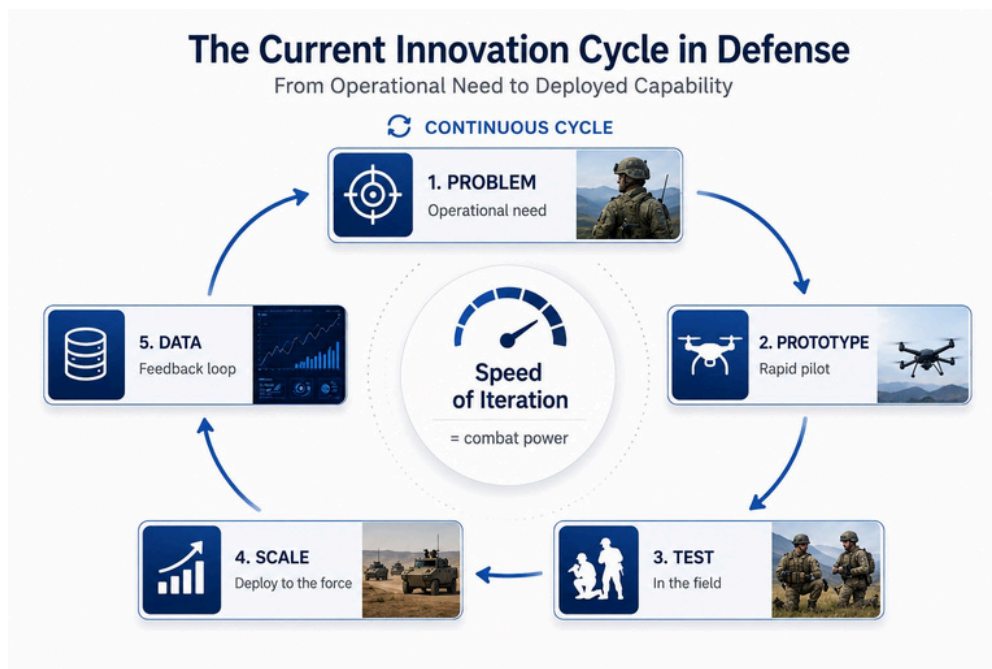 The Current Innovation Cycle in Defense
From Operational Need to Deployed Capability
CONTINUOUS CYCLE
1. PROBLEM
Operational need
2. PROTOTYPE
Rapid pilot
3. TEST
In the field
4. SCALE
Deploy to the force
5. DATA
Feedback loop
Speed
of Iteration
= combat power